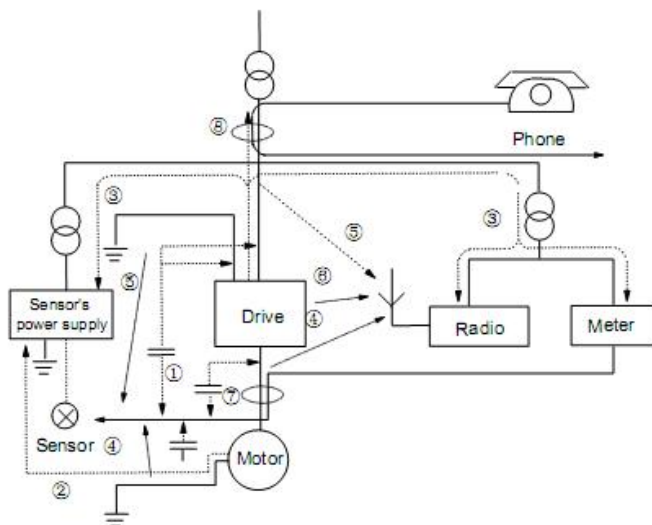 ⑧
Phone
③
③
⑤
⑤
⑥
Sensor's
power supply
Drive
④
Radio
Meter
①
⑦
Sensor
④
Motor
②